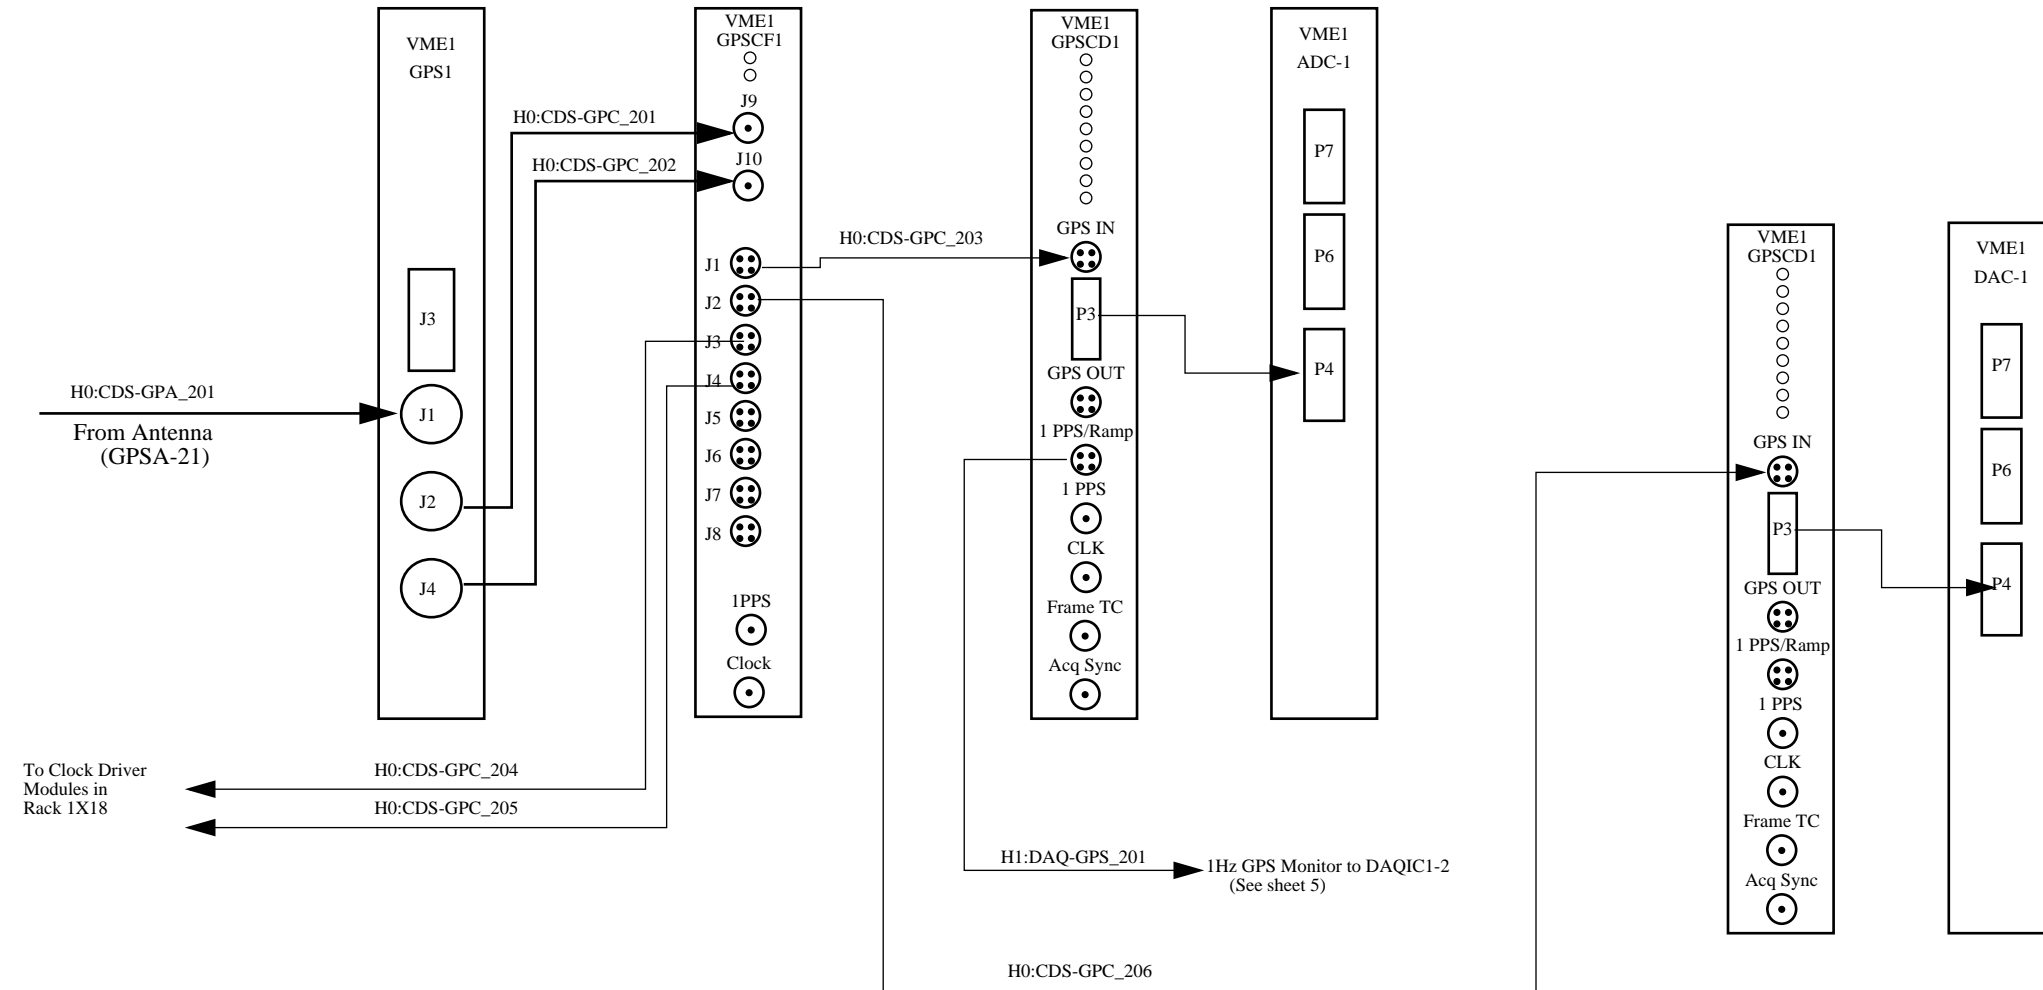 VME1
GPS1
J3
J1
J2
J4
H0:CDS-GPA_201
From Antenna
(GPSA-21)
H0:CDS-GPC_201
H0:CDS-GPC_202
VME1
GPSCF1
J9
J10
J1
J2
J3
J4
J5
J6
J7
J8
1PPS
Clock
H0:CDS-GPC_203
VME1
GPSCD1
GPS IN
P3
GPS OUT
1 PPS/Ramp
1 PPS
CLK
Frame TC
Acq Sync
VME1
ADC-1
P7
P6
P4
VME1
GPSCD1
GPS IN
P3
GPS OUT
1 PPS/Ramp
1 PPS
CLK
Frame TC
Acq Sync
VME1
DAC-1
P7
P6
P4
To Clock Driver
Modules in
Rack 1X18
H0:CDS-GPC_204
H0:CDS-GPC_205
H1:DAQ-GPS_201
1Hz GPS Monitor to DAQIC1-2
(See sheet 5)
H0:CDS-GPC_206